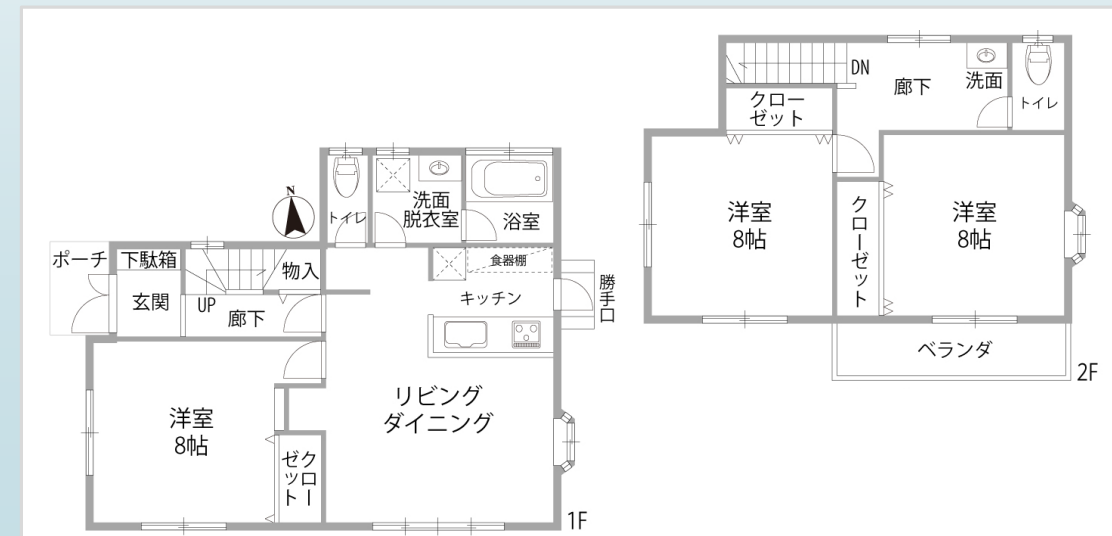 ポーチ
下駄箱
玄関
UP
廊下
物入
N
トイレ
洗面
脱衣室
浴室
食器棚
キッチン
勝手口
リビング
ダイニング
洋室
8帖
クロー
ゼット
1F
DN
廊下
洗面
トイレ
クロー
ゼット
洋室
8帖
クローゼット
洋室
8帖
ベランダ
2F